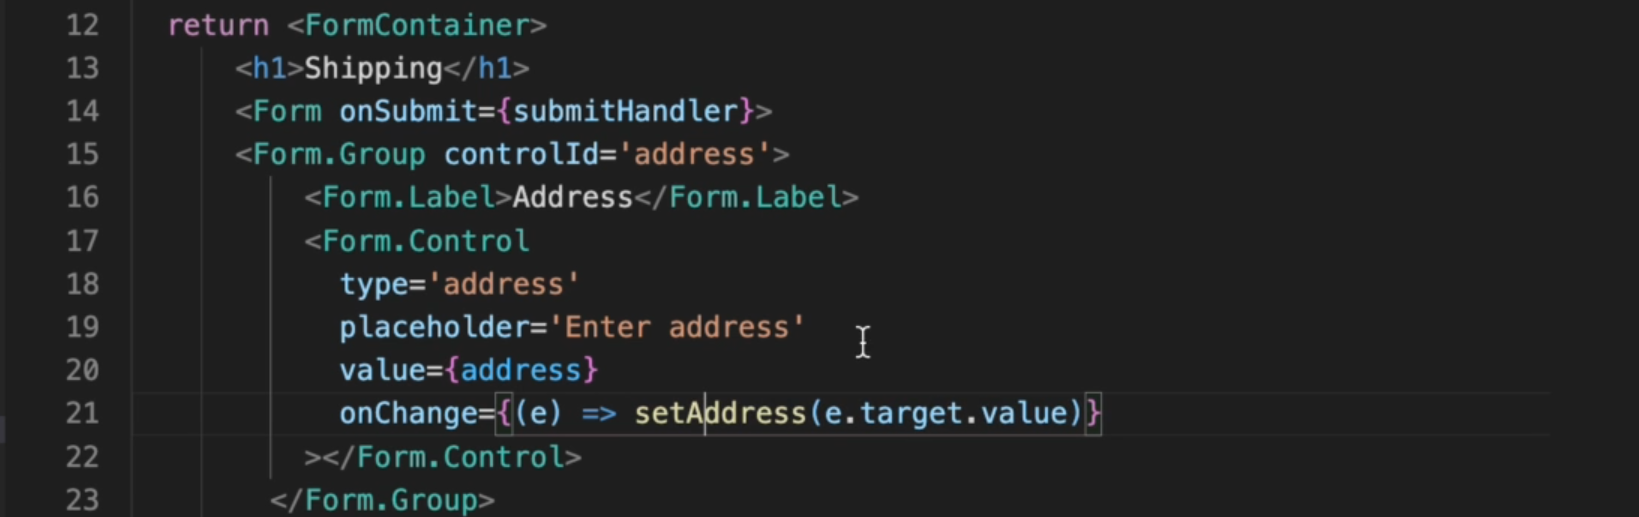 12 return <FormContainer>
13 <h1>Shipping</h1>
14 <Form onSubmit={submitHandler}>
15 <Form.Group controlId='address'>
16 <Form.Label>Address</Form.Label>
17 <Form.Control
18 type='address'
19 placeholder='Enter address'
20 value={address}
21 onChange={(e) => setAddress(e.target.value)}
22 ></Form.Control>
23 </Form.Group>